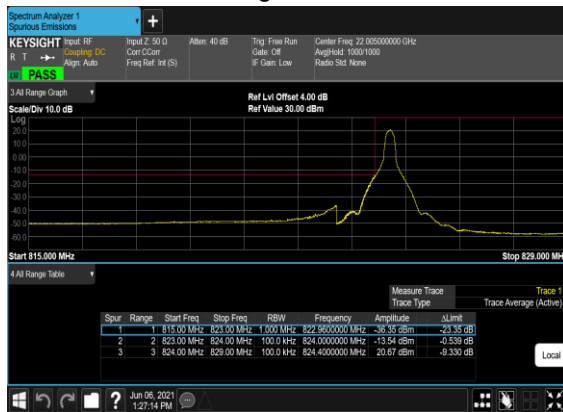 Spectrum Analyzer 1
Spurious Emissions
+
KEYSIGHT Input: RF Input Z: 50 Ω Atten: 40 dB Trig: Free Run Center Freq: 22.005000000 GHz
R T Coupling: DC Corr CCorr Gate: Off Avg|Hold: 1000/1000
Align: Auto Freq Ref: Int (S) IF Gain: Low Radio Std: None
PASS
3 All Range Graph
Ref Lvl Offset 4.00 dB
Scale/Div 10.0 dB Ref Value 30.00 dBm
Log
20.0
10.0
0.00
-10.0
-20.0
-30.0
-40.0
-50.0
-60.0
Start 815.000 MHz Stop 829.000 MH
4 All Range Table
Measure Trace Trace 1
Trace Type Trace Average (Active)
Spur Range Start Freq Stop Freq RBW Frequency Amplitude ΔLimit
1 1 815.00 MHz 823.00 MHz 1.000 MHz 822.9600000 MHz -36.35 dBm -23.35 dB
2 2 823.00 MHz 824.00 MHz 100.0 kHz 824.0000000 MHz -13.54 dBm -0.539 dB
3 3 824.00 MHz 829.00 MHz 100.0 kHz 824.4000000 MHz 20.67 dBm -9.330 dB
Local
? Jun 06, 2021
1:27:14 PM